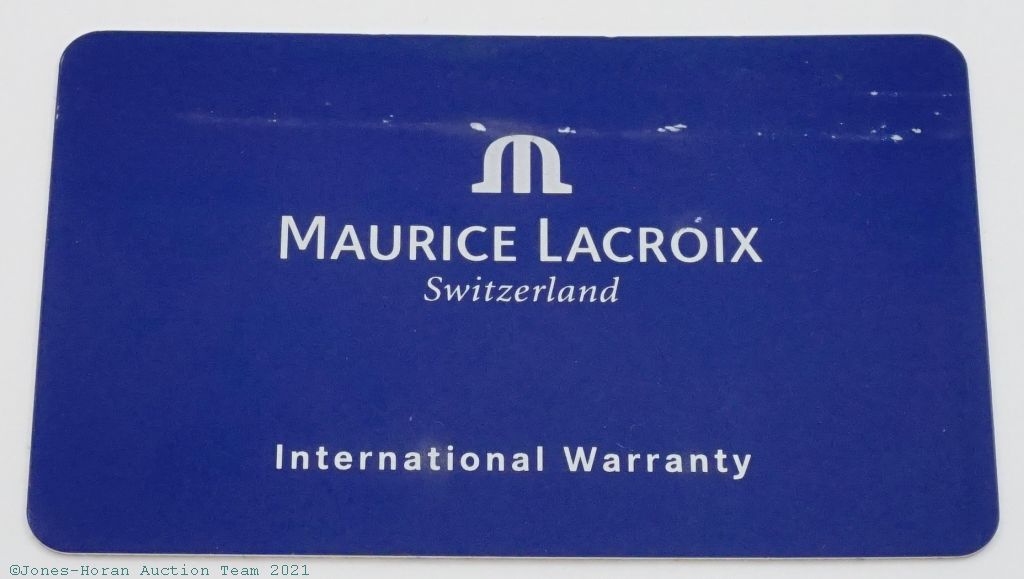 MAURICE LACROIX
Switzerland
International Warranty
©Jones-Horan Auction Team 2021